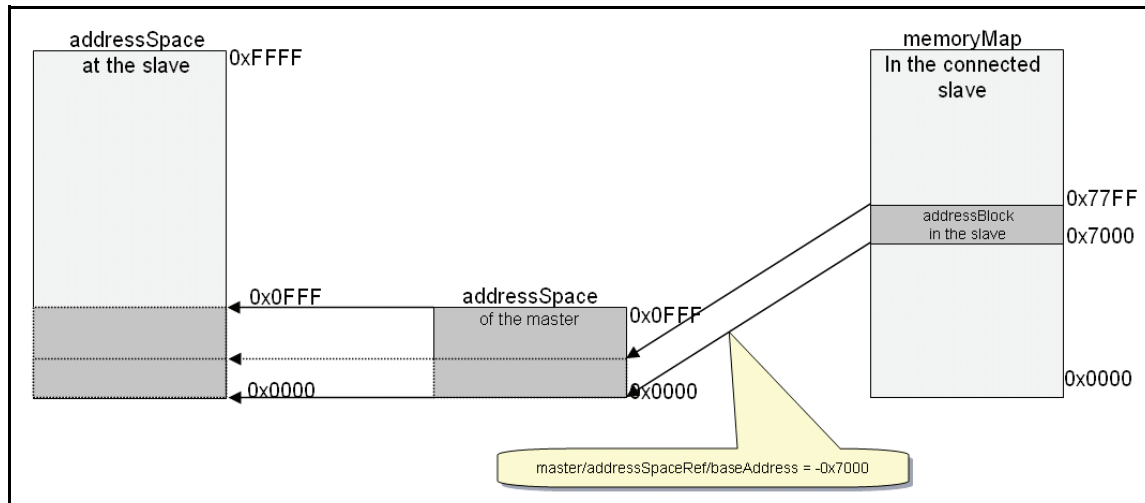 addressSpace
at the slave
0xFFFF
0x0FFF
0x0000
addressSpace
of the master
0x0FFF
0x0000
memoryMap
In the connected
slave
0x77FF
addressBlock
in the slave
0x7000
0x0000
master/addressSpaceRef/baseAddress = -0x7000